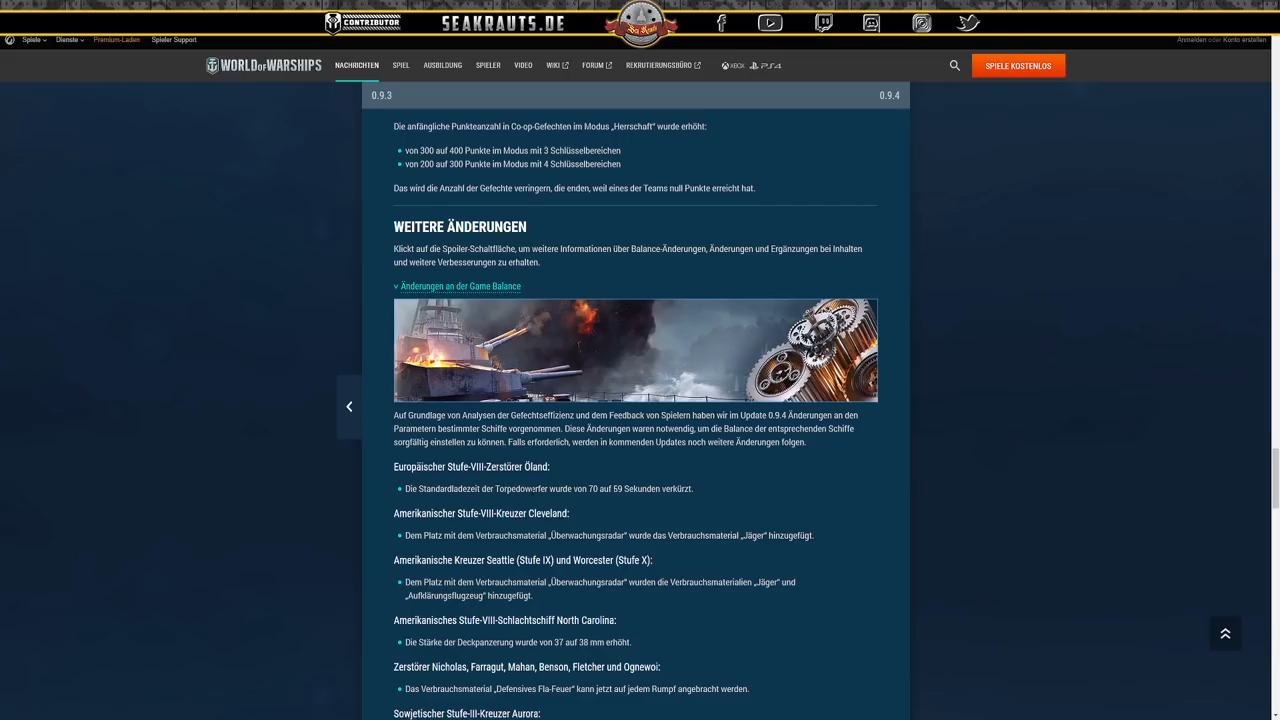 CONTRIBUTOR
SEAKRAUTS.DE
Sea Krauts
Spiele Dienste Premium-Laden Spieler Support
Anmelden oder Konto erstellen
WORLD OF WARSHIPS
NACHRICHTEN SPIEL AUSBILDUNG SPIELER VIDEO WIKI FORUM REKRUTIERUNGSBÜRO XBOX PS4 SPIELE KOSTENLOS
0.9.3 0.9.4
Die anfängliche Punkteanzahl in Co-op-Gefechten im Modus „Herrschaft“ wurde erhöht:
von 300 auf 400 Punkte im Modus mit 3 Schlüsselbereichen
von 200 auf 300 Punkte im Modus mit 4 Schlüsselbereichen
Das wird die Anzahl der Gefechte verringern, die enden, weil eines der Teams null Punkte erreicht hat.
WEITERE ÄNDERUNGEN
Klickt auf die Spoiler-Schaltfläche, um weitere Informationen über Balance-Änderungen, Änderungen und Ergänzungen bei Inhalten
und weitere Verbesserungen zu erhalten.
Änderungen an der Game Balance
Auf Grundlage von Analysen der Gefechtseffizienz und dem Feedback von Spielern haben wir im Update 0.9.4 Änderungen an den
Parametern bestimmter Schiffe vorgenommen. Diese Änderungen waren notwendig, um die Balance der entsprechenden Schiffe
sorgfältig einstellen zu können. Falls erforderlich, werden in kommenden Updates noch weitere Änderungen folgen.
Europäischer Stufe-VIII-Zerstörer Öland:
Die Standardladezeit der Torpedowerfer wurde von 70 auf 59 Sekunden verkürzt.
Amerikanischer Stufe-VIII-Kreuzer Cleveland:
Dem Platz mit dem Verbrauchsmaterial „Überwachungsradar“ wurde das Verbrauchsmaterial „Jäger“ hinzugefügt.
Amerikanische Kreuzer Seattle (Stufe IX) und Worcester (Stufe X):
Dem Platz mit dem Verbrauchsmaterial „Überwachungsradar“ wurden die Verbrauchsmaterialien „Jäger“ und
„Aufklärungsflugzeug“ hinzugefügt.
Amerikanisches Stufe-VIII-Schlachtschiff North Carolina:
Die Stärke der Deckpanzerung wurde von 37 auf 38 mm erhöht.
Zerstörer Nicholas, Farragut, Mahan, Benson, Fletcher und Ognewoi:
Das Verbrauchsmaterial „Defensives Fla-Feuer“ kann jetzt auf jedem Rumpf angebracht werden.
Sowjetischer Stufe-III-Kreuzer Aurora: